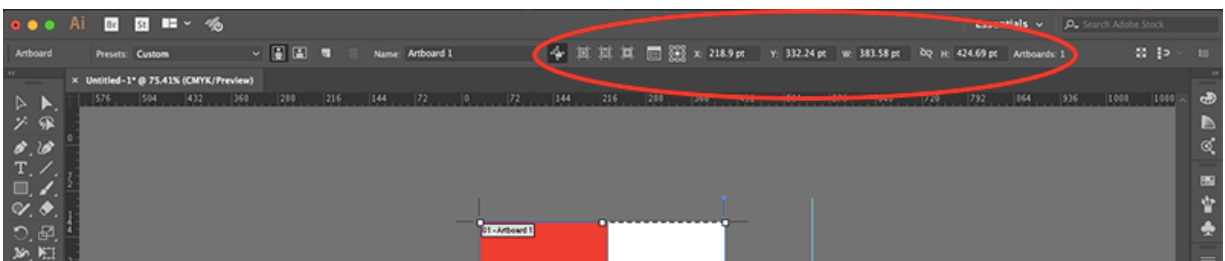 Ai Br St Essentials Search Adobe Stock
Artboard Presets: Custom Name: Artboard 1 X: 218.9 pt Y: 332.24 pt W: 383.58 pt H: 424.69 pt Artboards: 1
× Untitled-1* @ 75.41% (CMYK/Preview)
576 504 432 360 288 216 144 72 0 72 144 216 288 360 720 792 864 936 1008 1080
0
01 - Artboard 1